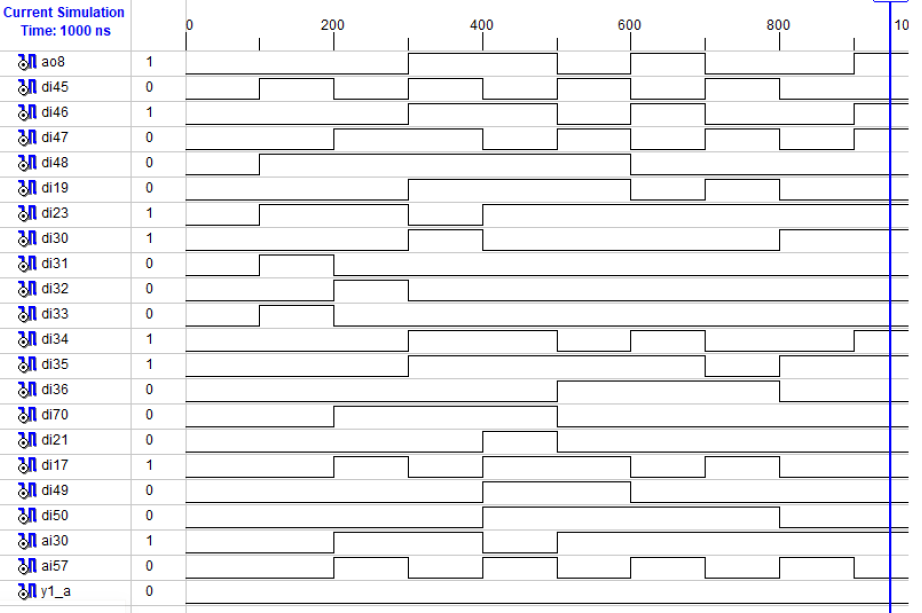 Current Simulation
Time: 1000 ns
0 200 400 600 800 10
ao8 1
di45 0
di46 1
di47 0
di48 0
di19 0
di23 1
di30 1
di31 0
di32 0
di33 0
di34 1
di35 1
di36 0
di70 0
di21 0
di17 1
di49 0
di50 0
ai30 1
ai57 0
y1_a 0